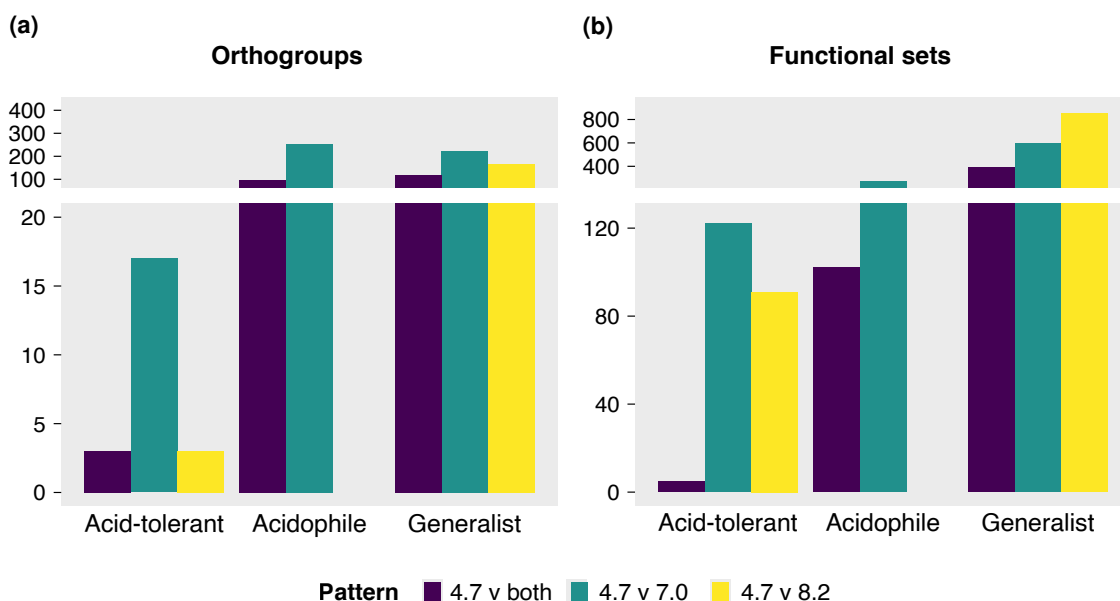 (a)
Orthogroups
400
300
200
100
20
15
10
5
0
Acid-tolerant Acidophile Generalist
(b)
Functional sets
800
600
400
120
80
40
0
Acid-tolerant Acidophile Generalist
Pattern 4.7 v both 4.7 v 7.0 4.7 v 8.2